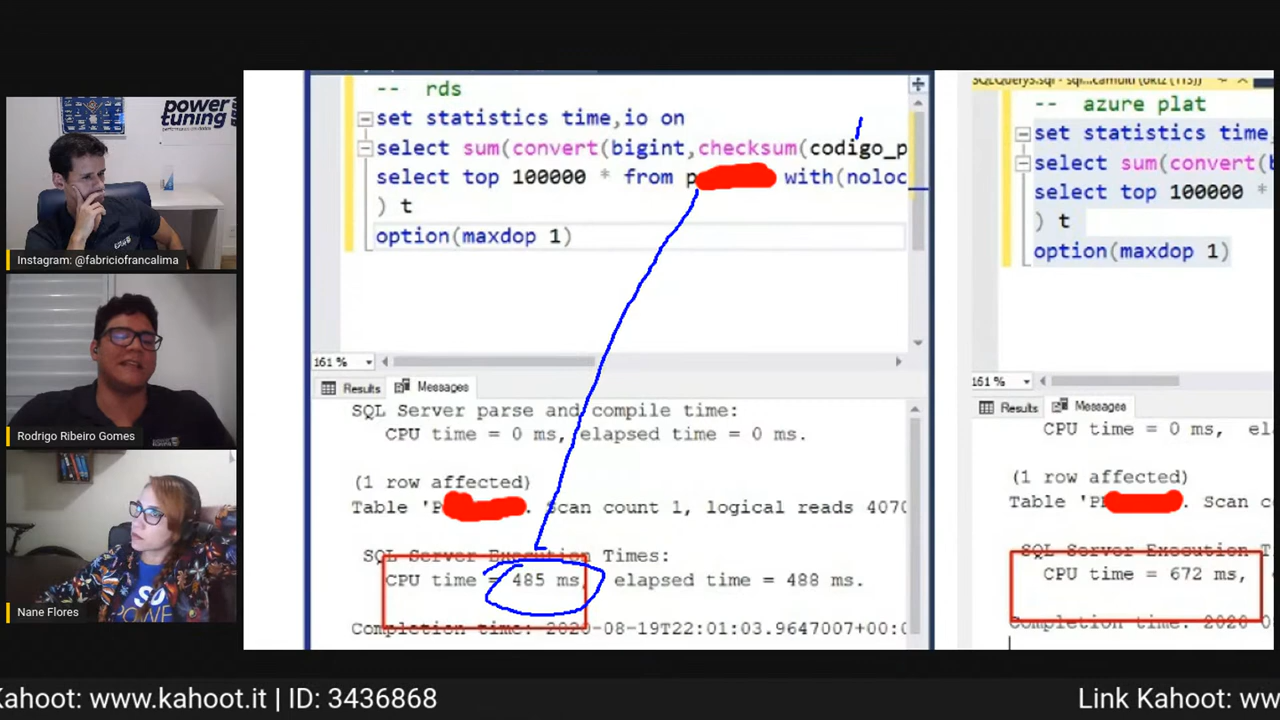 power
tuning
Instagram: @fabriciofrancalima
Rodrigo Ribeiro Gomes
Nane Flores
-- rds
set statistics time,io on
select sum(convert(bigint,checksum(codigo_p
select top 100000 * from p with(noloc
) t
option(maxdop 1)
161 %
Results Messages
SQL Server parse and compile time:
CPU time = 0 ms, elapsed time = 0 ms.
(1 row affected)
Table 'P . Scan count 1, logical reads 4070
SQL Server Execution Times:
CPU time = 485 ms, elapsed time = 488 ms.
Completion time: 2020-08-19T22:01:03.9647007+00:0
-- azure plat
set statistics time,
select sum(convert(b
select top 100000 *
) t
option(maxdop 1)
161 %
Results Messages
CPU time = 0 ms, el
(1 row affected)
Table 'P . Scan c
SQL Server Execution T
CPU time = 672 ms,
Completion time: 2020
Kahoot: www.kahoot.it | ID: 3436868
Link Kahoot: ww